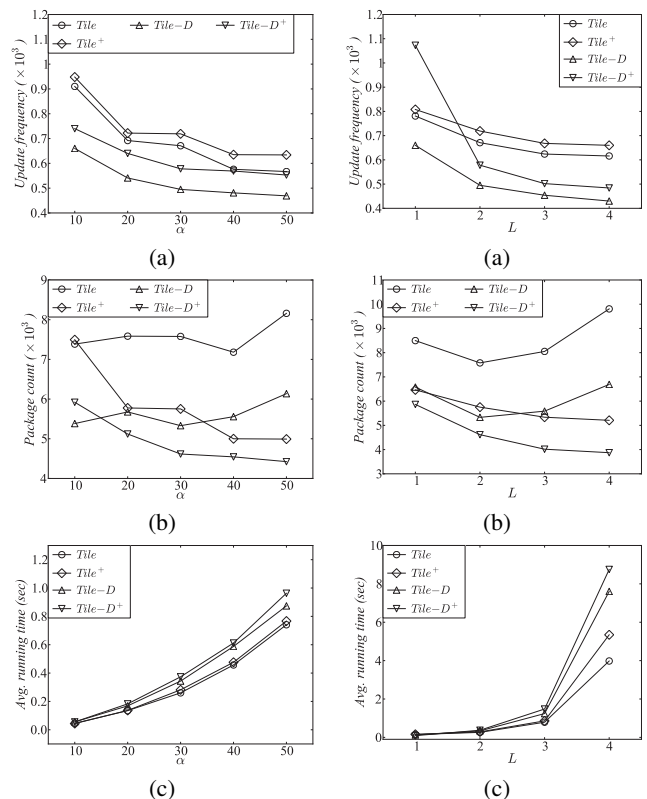 1.2
1.1
1
0.9
0.8
0.7
0.6
0.5
0.4
Update frequency ( × 10³ )
Tile
Tile−D
Tile−D⁺
Tile⁺
10 20 30 40 50
α
(a)
1.2
1.1
1
0.9
0.8
0.7
0.6
0.5
0.4
Update frequency ( × 10³ )
Tile
Tile⁺
Tile−D
Tile−D⁺
1 2 3 4
L
(a)
9
8
7
6
5
4
Package count ( × 10³ )
Tile
Tile−D
Tile⁺
Tile−D⁺
10 20 30 40 50
α
(b)
11
10
9
8
7
6
5
4
3
Package count ( × 10³ )
Tile
Tile−D
Tile⁺
Tile−D⁺
1 2 3 4
L
(b)
1.2
1.0
0.8
0.6
0.4
0.2
0.0
Avg. running time (sec)
Tile
Tile⁺
Tile−D
Tile−D⁺
10 20 30 40 50
α
(c)
10
8
6
4
2
0
Avg. running time (sec)
Tile
Tile⁺
Tile−D
Tile−D⁺
1 2 3 4
L
(c)